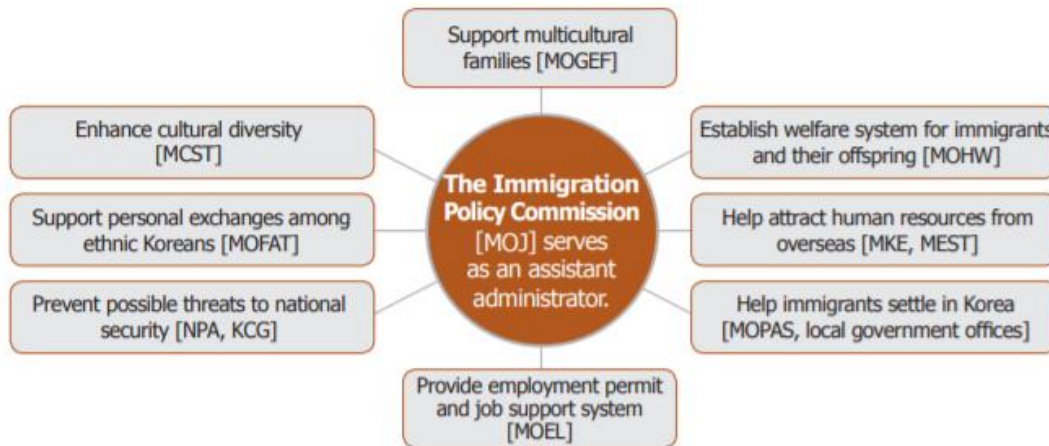 Support multicultural
families [MOGEF]
Enhance cultural diversity
[MCST]
Support personal exchanges among
ethnic Koreans [MOFAT]
Prevent possible threats to national
security [NPA, KCG]
The Immigration
Policy Commission
[MOJ] serves
as an assistant
administrator.
Establish welfare system for immigrants
and their offspring [MOHW]
Help attract human resources from
overseas [MKE, MEST]
Help immigrants settle in Korea
[MOPAS, local government offices]
Provide employment permit
and job support system
[MOEL]